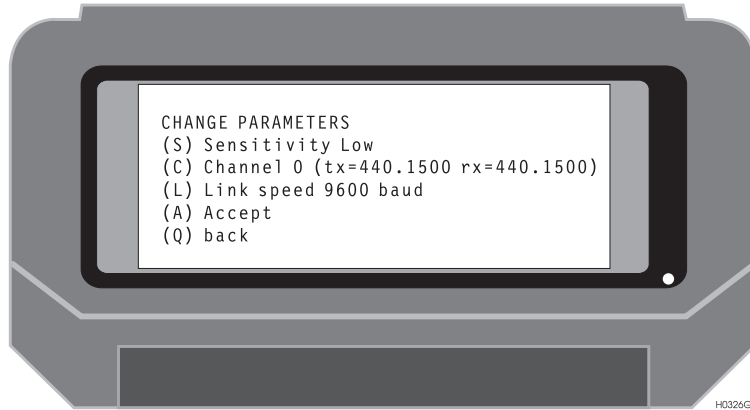 CHANGE PARAMETERS
(S) Sensitivity Low
(C) Channel 0 (tx=440.1500 rx=440.1500)
(L) Link speed 9600 baud
(A) Accept
(Q) back
H0326G